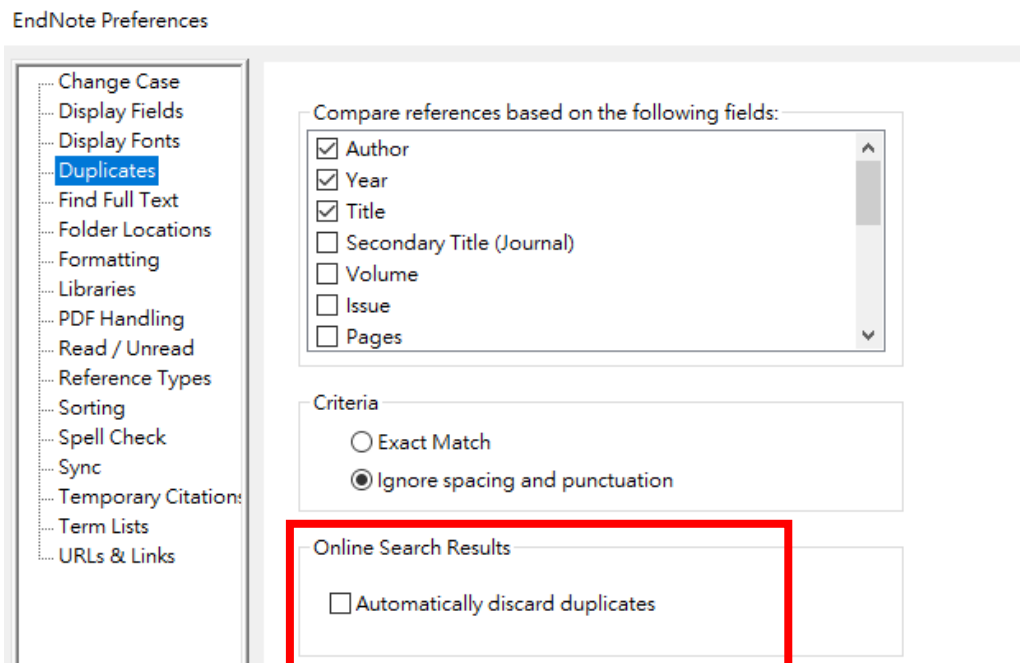 EndNote Preferences
Change Case
Display Fields
Display Fonts
Duplicates
Find Full Text
Folder Locations
Formatting
Libraries
PDF Handling
Read / Unread
Reference Types
Sorting
Spell Check
Sync
Temporary Citations
Term Lists
URLs & Links
Compare references based on the following fields:
Author
Year
Title
Secondary Title (Journal)
Volume
Issue
Pages
Criteria
Exact Match
Ignore spacing and punctuation
Online Search Results
Automatically discard duplicates